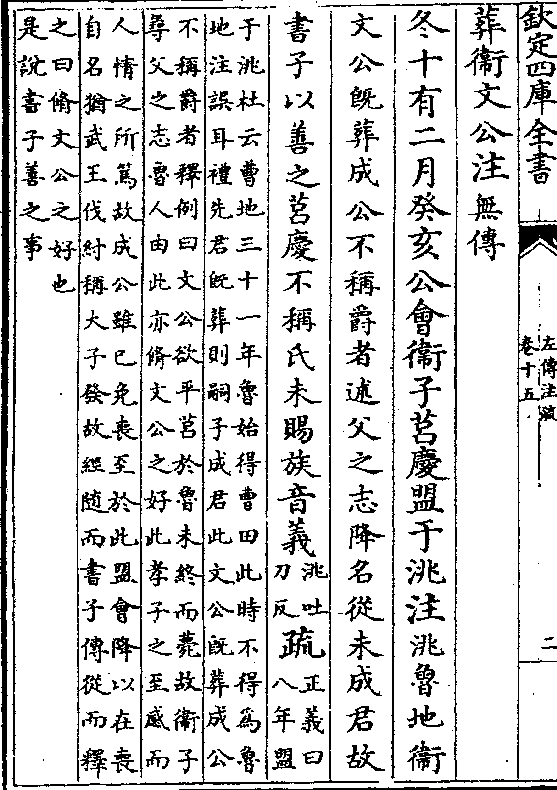 欽定四庫全書
左傳注疏
卷十五
二
葬衞文公注無傳
冬十有二月癸亥公會衞子莒慶盟于洮注洮魯地衞
文公既葬成公不稱爵者述父之志降名從未成君故
書子以善之莒慶不稱氏未賜族音義洮吐刀反疏正義曰八年盟
于洮杜云曹地三十一年魯始得曹田此時不得為魯
地注誤耳禮先君既葬則嗣子成君此文公既葬成公
不稱爵者釋例曰文公欲平莒於魯未終而薨故衞子
尋父之志魯人由此亦脩文公之好此孝子之至感而
人情之所篤故成公雖已免喪至於此盟會降以在喪
自名猶武王伐紂稱大子發故經随而書子傳從而釋
之曰脩文公之好也
是說書子善之事